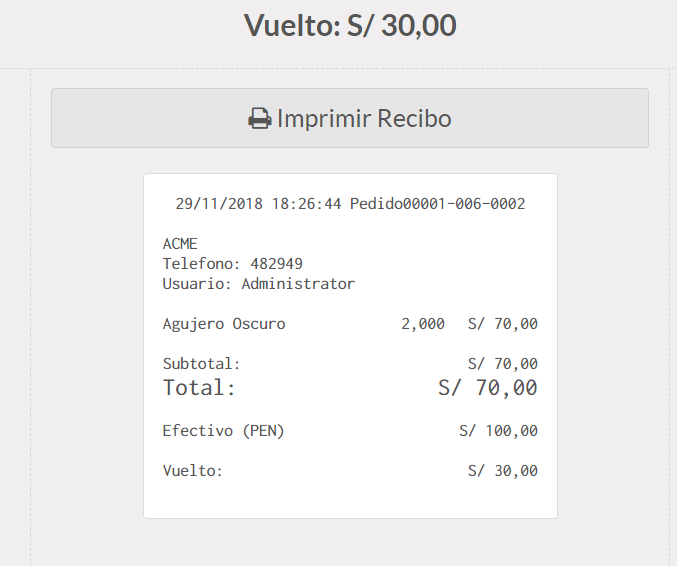 Vuelto: S/ 30,00
Imprimir Recibo
29/11/2018 18:26:44 Pedido00001-006-0002
ACME
Telefono: 482949
Usuario: Administrator
Agujero Oscuro 2,000 S/ 70,00
Subtotal: S/ 70,00
Total: S/ 70,00
Efectivo (PEN) S/ 100,00
Vuelto: S/ 30,00